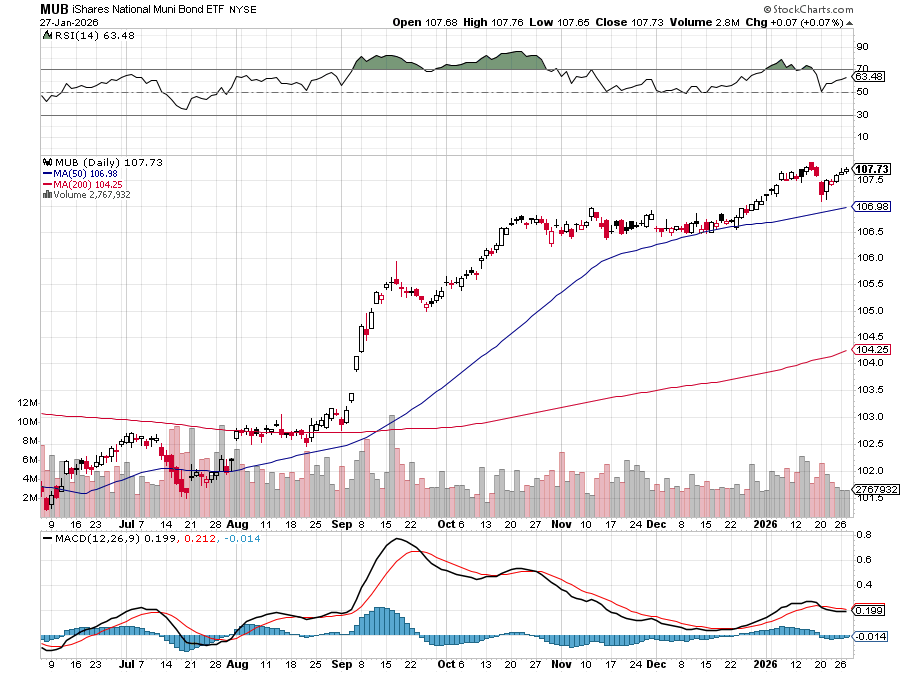 MUB iShares National Muni Bond ETF NYSE © StockCharts.com
27-Jan-2026 Open 107.68 High 107.76 Low 107.65 Close 107.73 Volume 2.8M Chg +0.07 (+0.07%)
RSI(14) 63.48
90
70
63.48
50
30
10
MUB (Daily) 107.73
MA(50) 106.98
MA(200) 104.25
Volume 2,767,932
107.73
107.5
106.98
106.5
106.0
105.5
105.0
104.5
104.25
104.0
103.5
103.0
102.5
102.0
2767932
101.5
12M
10M
8M
6M
4M
2M
9 16 23 Jul 7 14 21 28 Aug 11 18 25 Sep 8 15 22 Oct 6 13 20 27 Nov 10 17 24 Dec 8 15 22 2026 12 20 26
MACD(12,26,9) 0.199, 0.212, -0.014
0.8
0.6
0.4
0.199
-0.014
9 16 23 Jul 7 14 21 28 Aug 11 18 25 Sep 8 15 22 Oct 6 13 20 27 Nov 10 17 24 Dec 8 15 22 2026 12 20 26